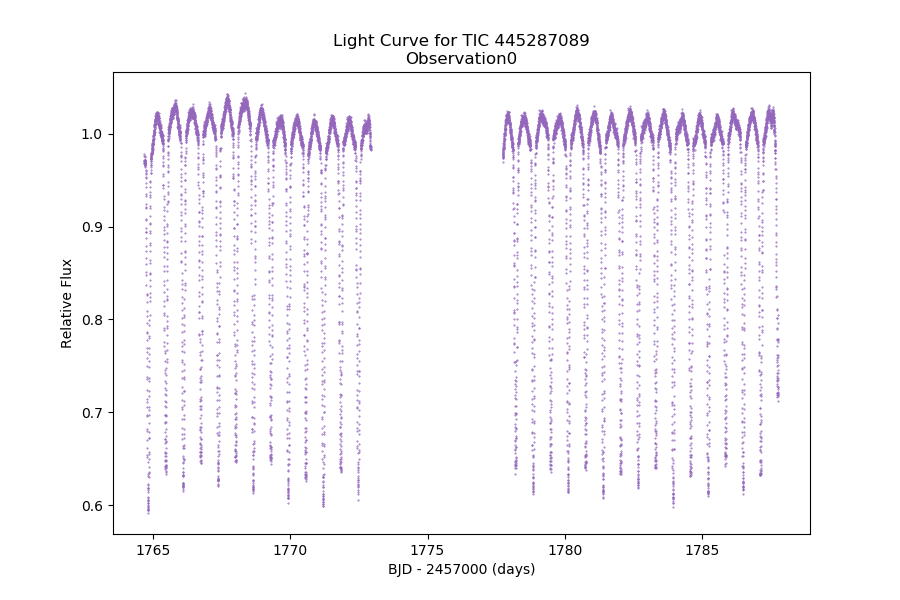 Light Curve for TIC 445287089
Observation0
1.0
0.9
0.8
0.7
0.6
Relative Flux
1765
1770
1775
1780
1785
BJD - 2457000 (days)